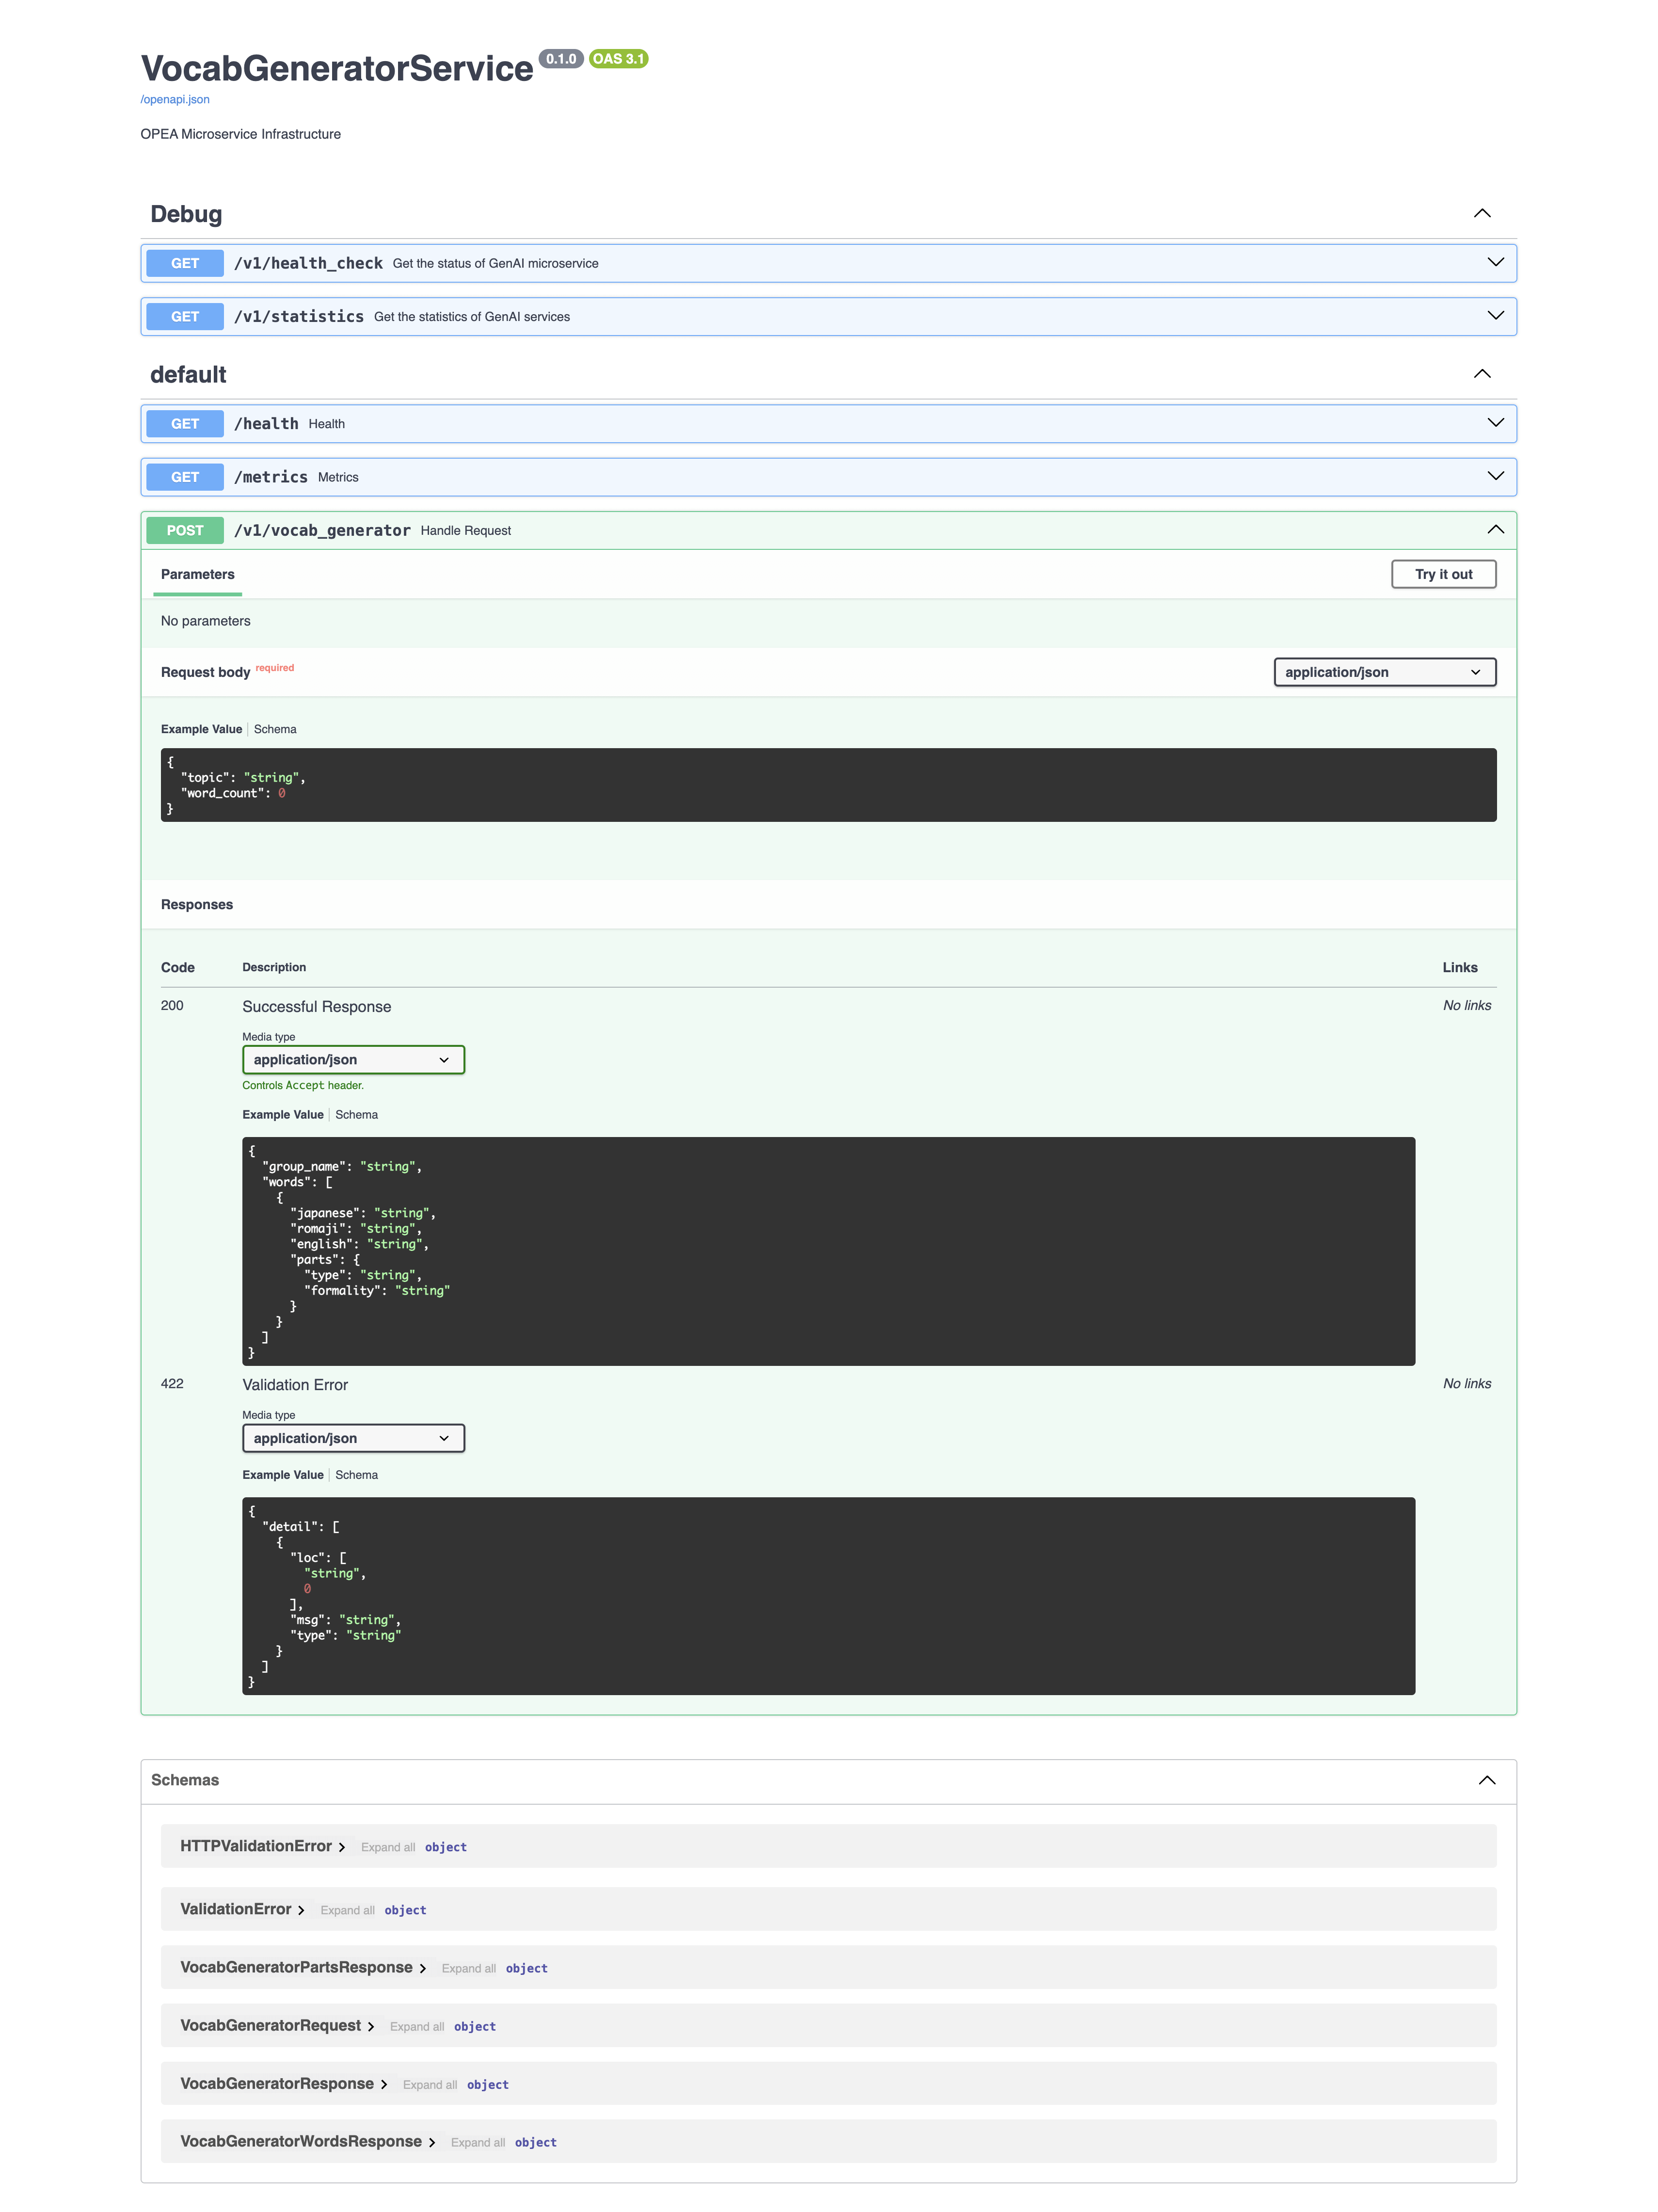 VocabGeneratorService 0.1.0 OAS 3.1
/openapi.json
OPEA Microservice Infrastructure
Debug
GET /v1/health_check Get the status of GenAI microservice
GET /v1/statistics Get the statistics of GenAI services
default
GET /health Health
GET /metrics Metrics
POST /v1/vocab_generator Handle Request
Parameters Try it out
No parameters
Request body required application/json
Example Value Schema
{
  "topic": "string",
  "word_count": 0
}
Responses
Code Description Links
200 Successful Response No links
Media type
application/json
Controls Accept header.
Example Value Schema
{
  "group_name": "string",
  "words": [
    {
      "japanese": "string",
      "romaji": "string",
      "english": "string",
      "parts": {
        "type": "string",
        "formality": "string"
      }
    }
  ]
}
422 Validation Error No links
Media type
application/json
Example Value Schema
{
  "detail": [
    {
      "loc": [
        "string",
        0
      ],
      "msg": "string",
      "type": "string"
    }
  ]
}
Schemas
HTTPValidationError Expand all object
ValidationError Expand all object
VocabGeneratorPartsResponse Expand all object
VocabGeneratorRequest Expand all object
VocabGeneratorResponse Expand all object
VocabGeneratorWordsResponse Expand all object